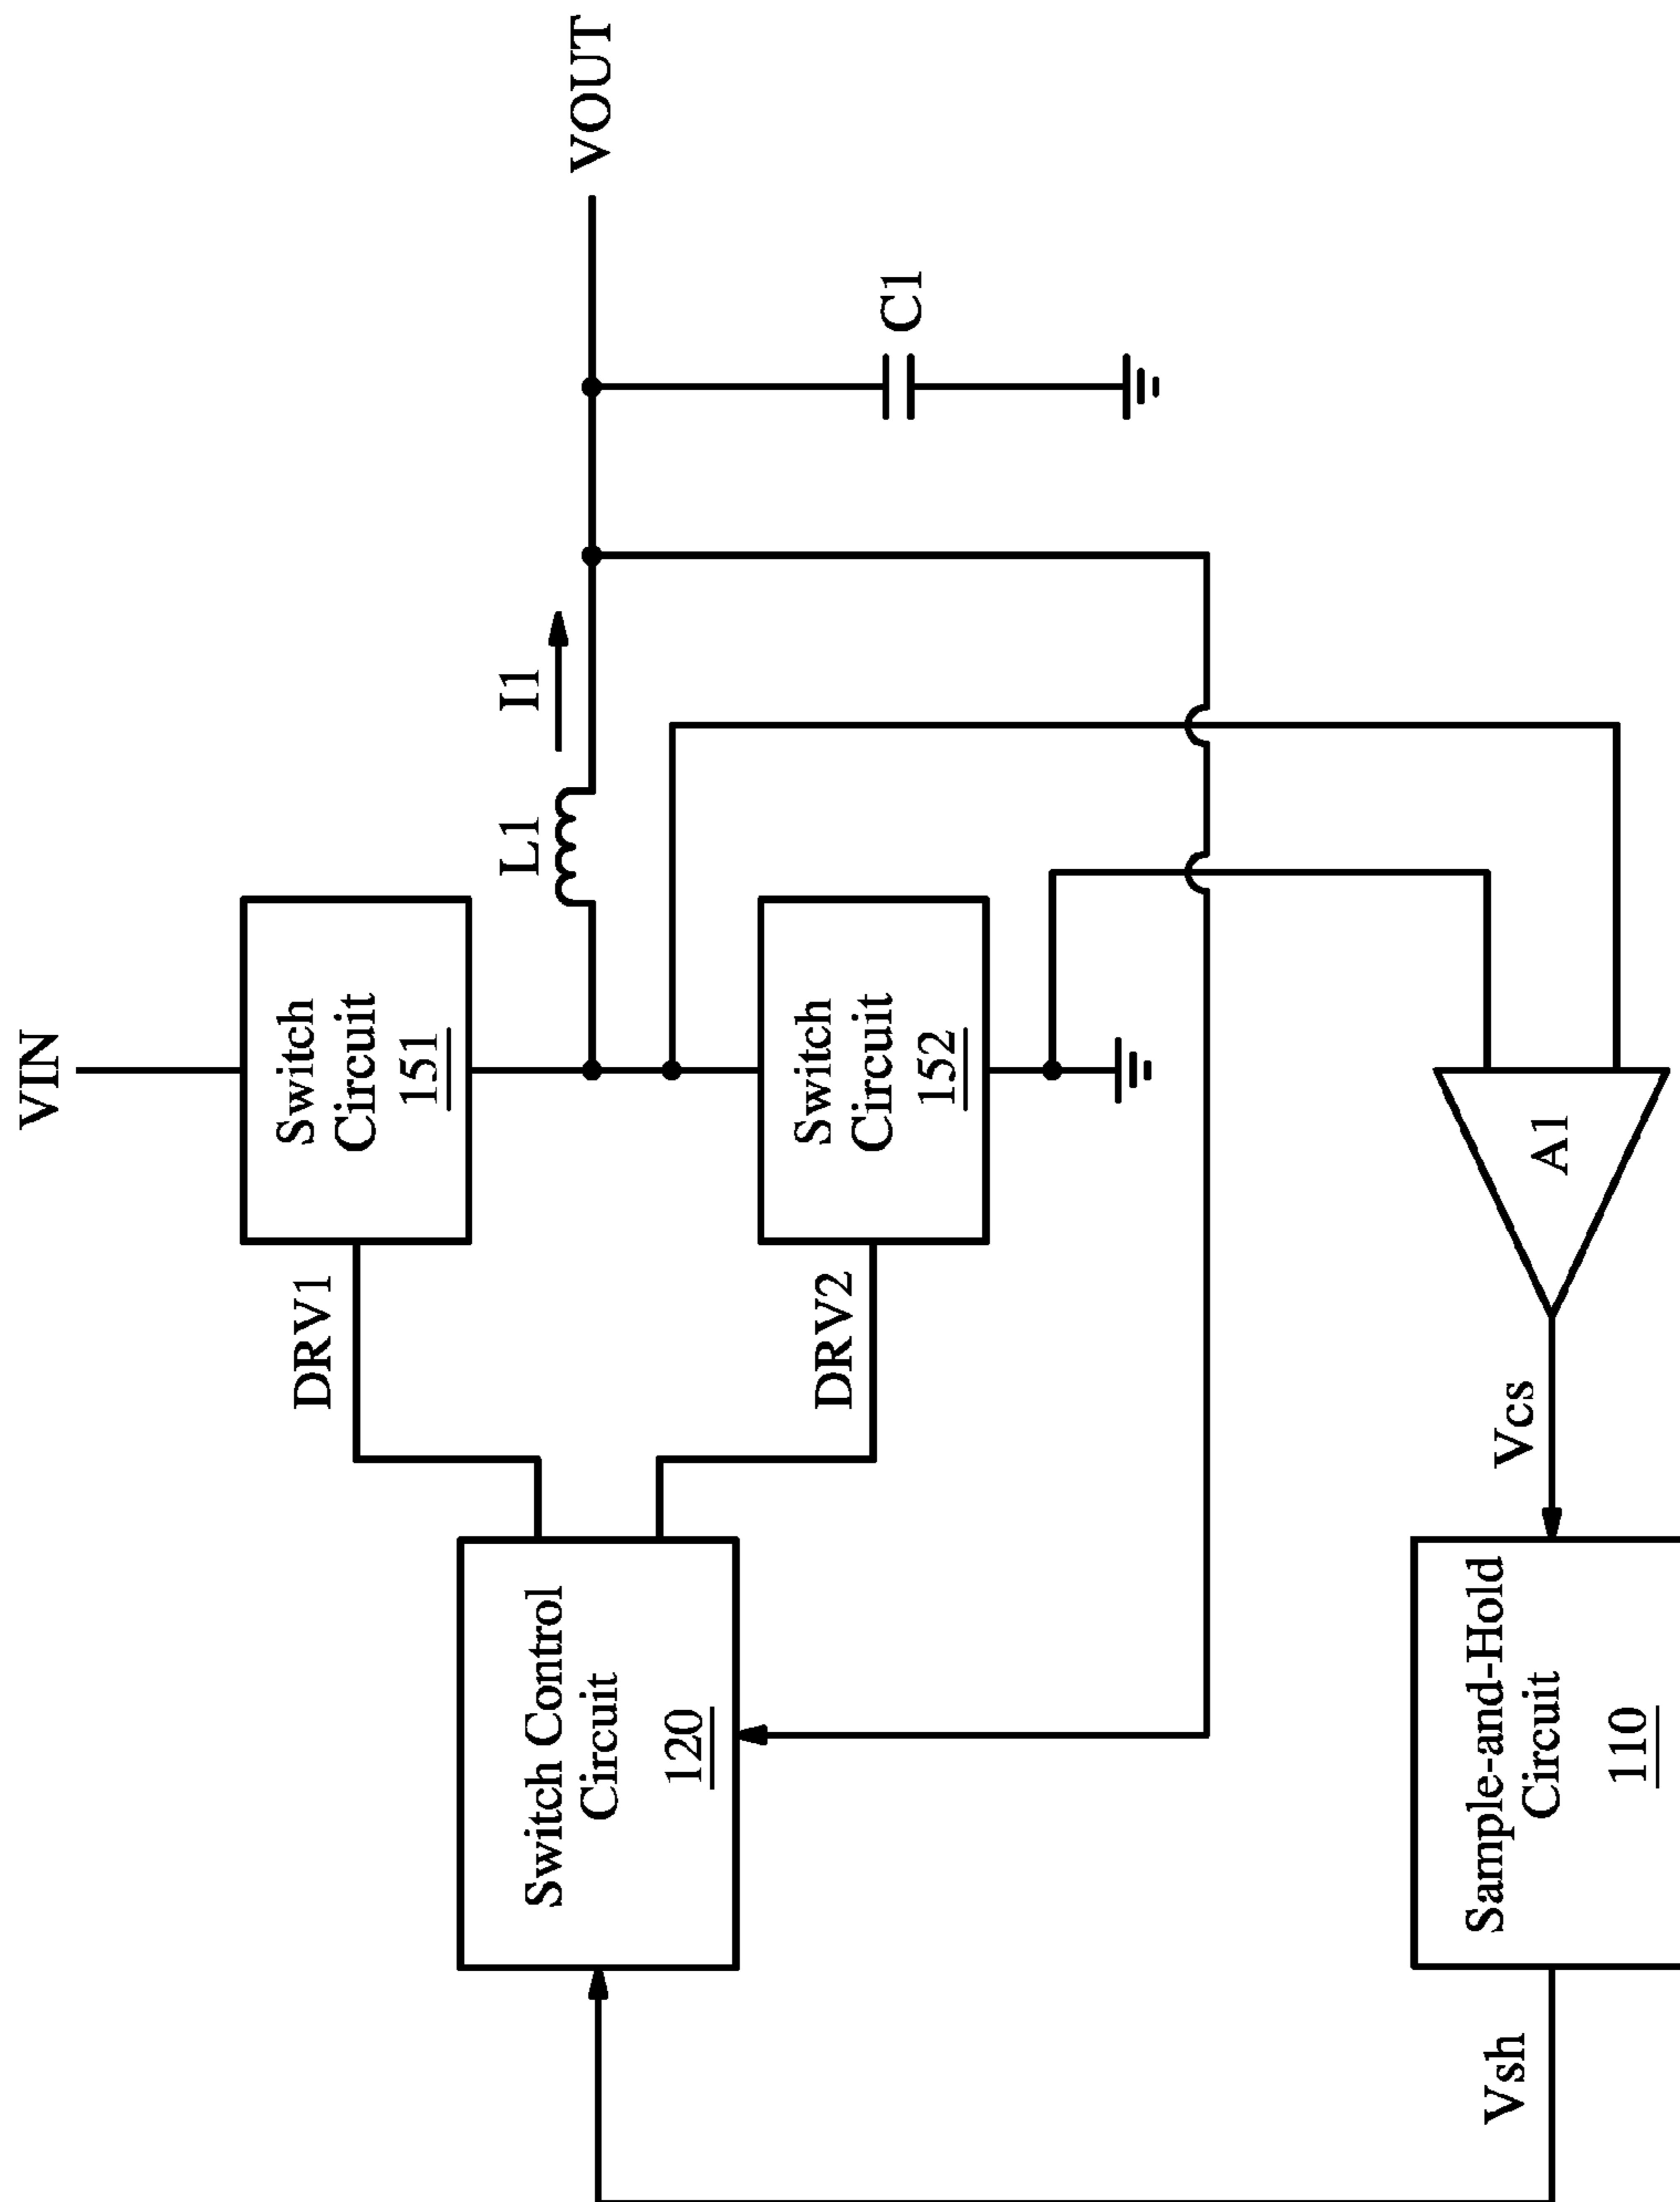 VIN
Switch
Circuit
151
DRV1
L1
I1
VOUT
C1
Switch
Circuit
152
DRV2
Switch Control
Circuit
120
A1
Vcs
Sample-and-Hold
Circuit
110
Vsh